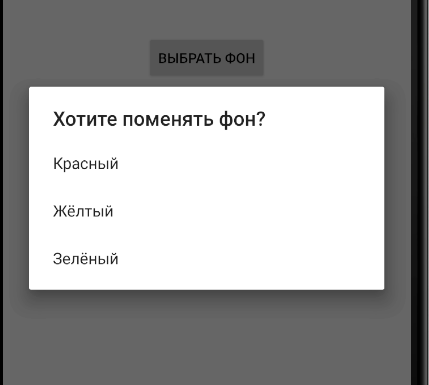 ВЫБРАТЬ ФОН
Хотите поменять фон?
Красный
Жёлтый
Зелёный